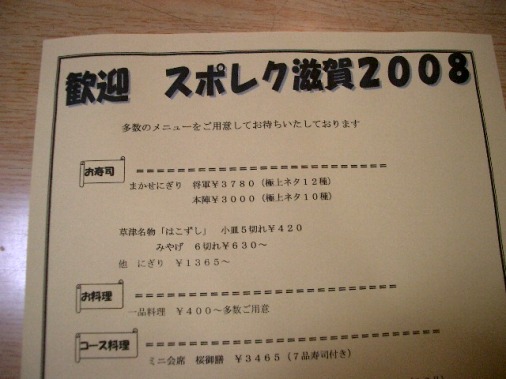 歓迎　スポレク滋賀２００８
多数のメニューをご用意してお待ちいたしております
お寿司 ＝＝＝＝＝＝＝＝＝＝＝＝＝＝＝＝＝＝＝＝＝＝＝
まかせにぎり　将軍￥３７８０（極上ネタ１２種）
本陣￥３０００（極上ネタ１０種）
草津名物「はこずし」　小皿５切れ￥４２０
みやげ　６切れ￥６３０～
他　にぎり　￥１３６５～
お料理 ＝＝＝＝＝＝＝＝＝＝＝＝＝＝＝＝＝＝＝＝＝＝＝
一品料理　￥４００～多数ご用意
コース料理 ＝＝＝＝＝＝＝＝＝＝＝＝＝＝＝＝＝＝＝＝＝＝＝＝＝
ミニ会席　桜御膳　￥３４６５（７品寿司付き）